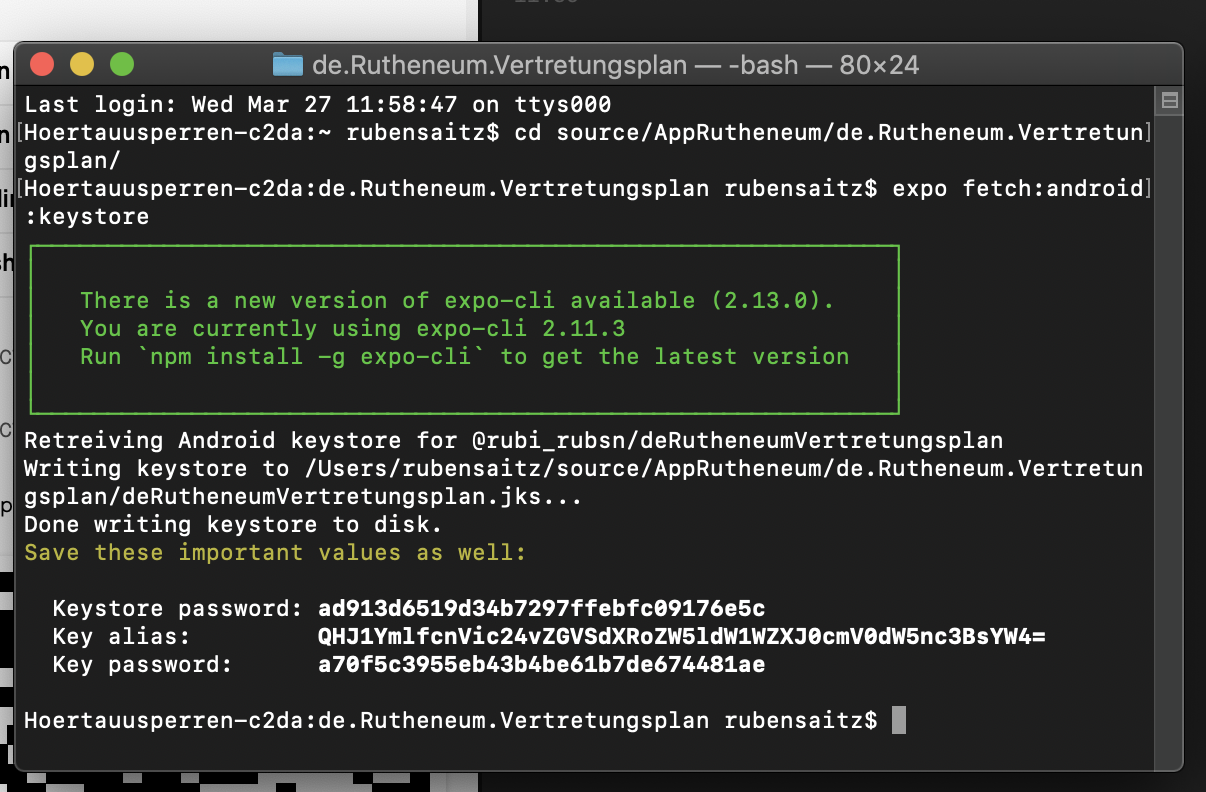 de.Rutheneum.Vertretungsplan — -bash — 80×24
Last login: Wed Mar 27 11:58:47 on ttys000
[Hoertauusperren-c2da:~ rubensaitz$ cd source/AppRutheneum/de.Rutheneum.Vertretun]
gsplan/
[Hoertauusperren-c2da:de.Rutheneum.Vertretungsplan rubensaitz$ expo fetch:android]
:keystore
There is a new version of expo-cli available (2.13.0).
You are currently using expo-cli 2.11.3
Run `npm install -g expo-cli` to get the latest version
Retreiving Android keystore for @rubi_rubsn/deRutheneumVertretungsplan
Writing keystore to /Users/rubensaitz/source/AppRutheneum/de.Rutheneum.Vertretun
gsplan/deRutheneumVertretungsplan.jks...
Done writing keystore to disk.
Save these important values as well:
Keystore password: ad913d6519d34b7297ffebfc09176e5c
Key alias: QHJ1YmlfcnVic24vZGVSdXRoZW5ldW1WZXJ0cmV0dW5nc3BsYW4=
Key password: a70f5c3955eb43b4be61b7de674481ae
Hoertauusperren-c2da:de.Rutheneum.Vertretungsplan rubensaitz$